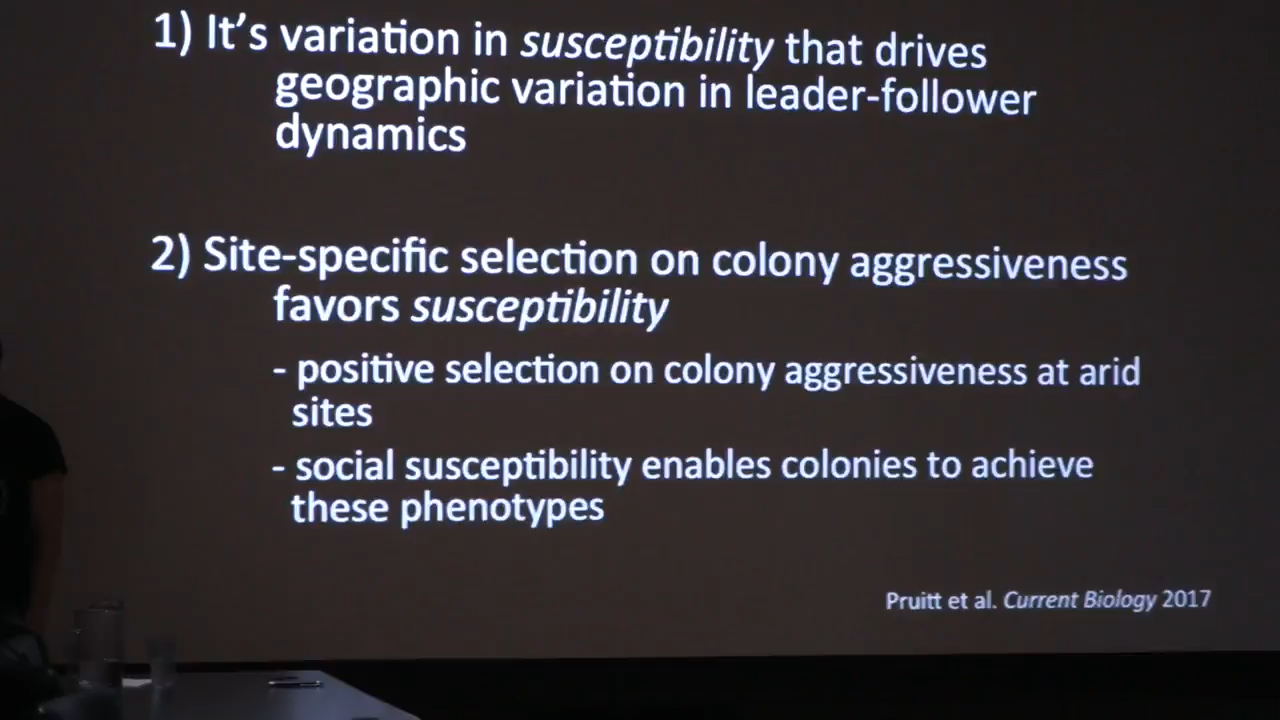 1) It's variation in susceptibility that drives
geographic variation in leader-follower
dynamics
2) Site-specific selection on colony aggressiveness
favors susceptibility
- positive selection on colony aggressiveness at arid
sites
- social susceptibility enables colonies to achieve
these phenotypes
Pruitt et al. Current Biology 2017